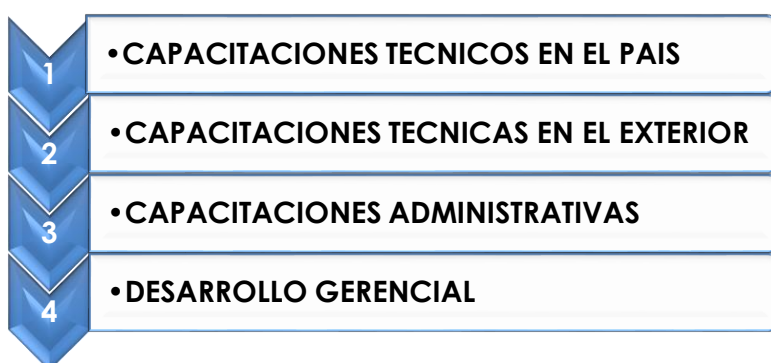 1 •CAPACITACIONES TECNICOS EN EL PAIS
2 •CAPACITACIONES TECNICAS EN EL EXTERIOR
3 •CAPACITACIONES ADMINISTRATIVAS
4 •DESARROLLO GERENCIAL